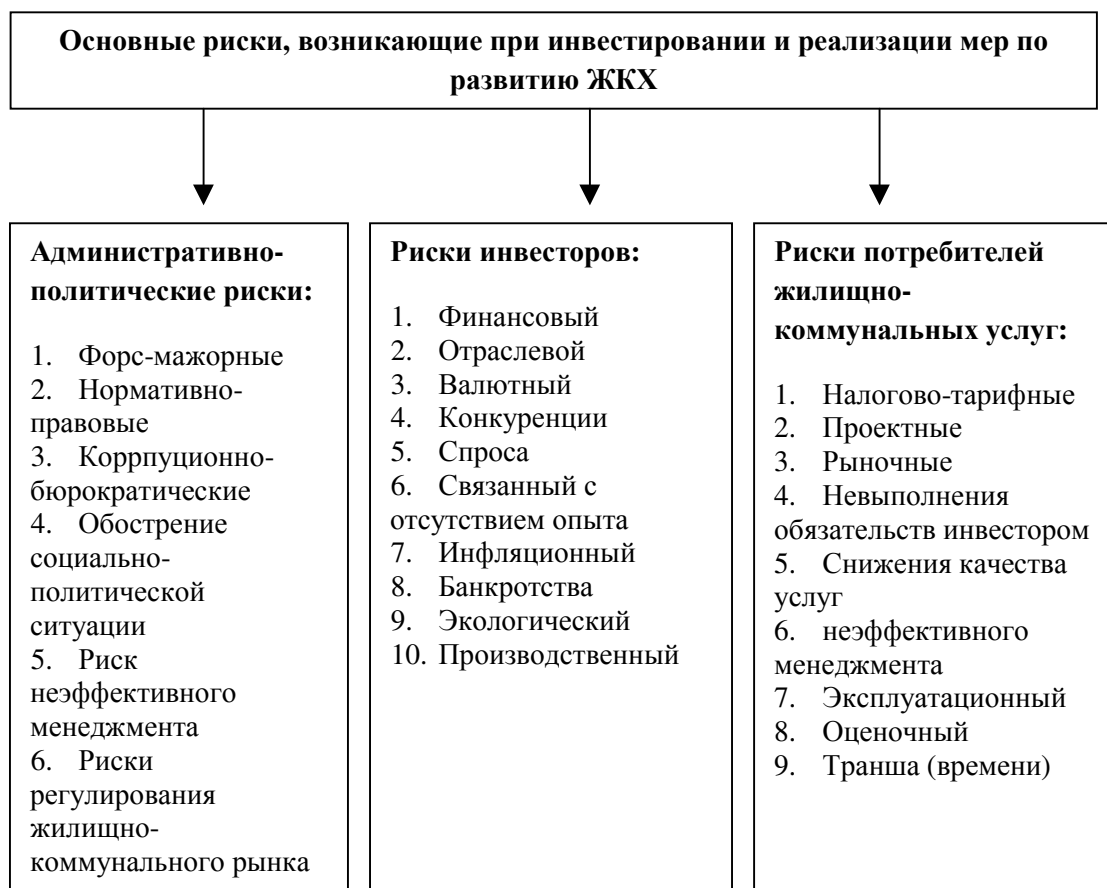 Основные риски, возникающие при инвестировании и реализации мер по
развитию ЖКХ
Административно-
политические риски:
1. Форс-мажорные
2. Нормативно-
правовые
3. Коррпуционно-
бюрократические
4. Обострение
социально-
политической
ситуации
5. Риск
неэффективного
менеджмента
6. Риски
регулирования
жилищно-
коммунального рынка
Риски инвесторов:
1. Финансовый
2. Отраслевой
3. Валютный
4. Конкуренции
5. Спроса
6. Связанный с
отсутствием опыта
7. Инфляционный
8. Банкротства
9. Экологический
10. Производственный
Риски потребителей
жилищно-
коммунальных услуг:
1. Налогово-тарифные
2. Проектные
3. Рыночные
4. Невыполнения
обязательств инвестором
5. Снижения качества
услуг
6. неэффективного
менеджмента
7. Эксплуатационный
8. Оценочный
9. Транша (времени)